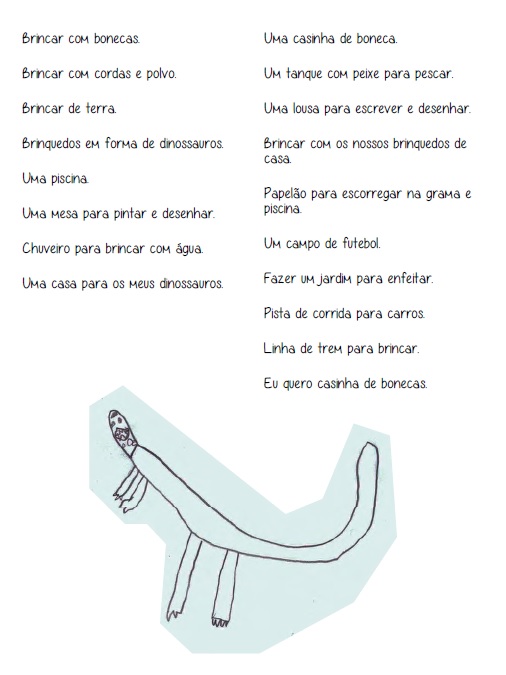 Brincar com bonecas.
Brincar com cordas e polvo.
Brincar de terra.
Brinquedos em forma de dinossauros.
Uma piscina.
Uma mesa para pintar e desenhar.
Chuveiro para brincar com água.
Uma casa para os meus dinossauros.
Uma casinha de boneca.
Um tanque com peixe para pescar.
Uma lousa para escrever e desenhar.
Brincar com os nossos brinquedos de
casa.
Papelão para escorregar na grama e
piscina.
Um campo de futebol.
Fazer um jardim para enfeitar.
Pista de corrida para carros.
Linha de trem para brincar.
Eu quero casinha de bonecas.